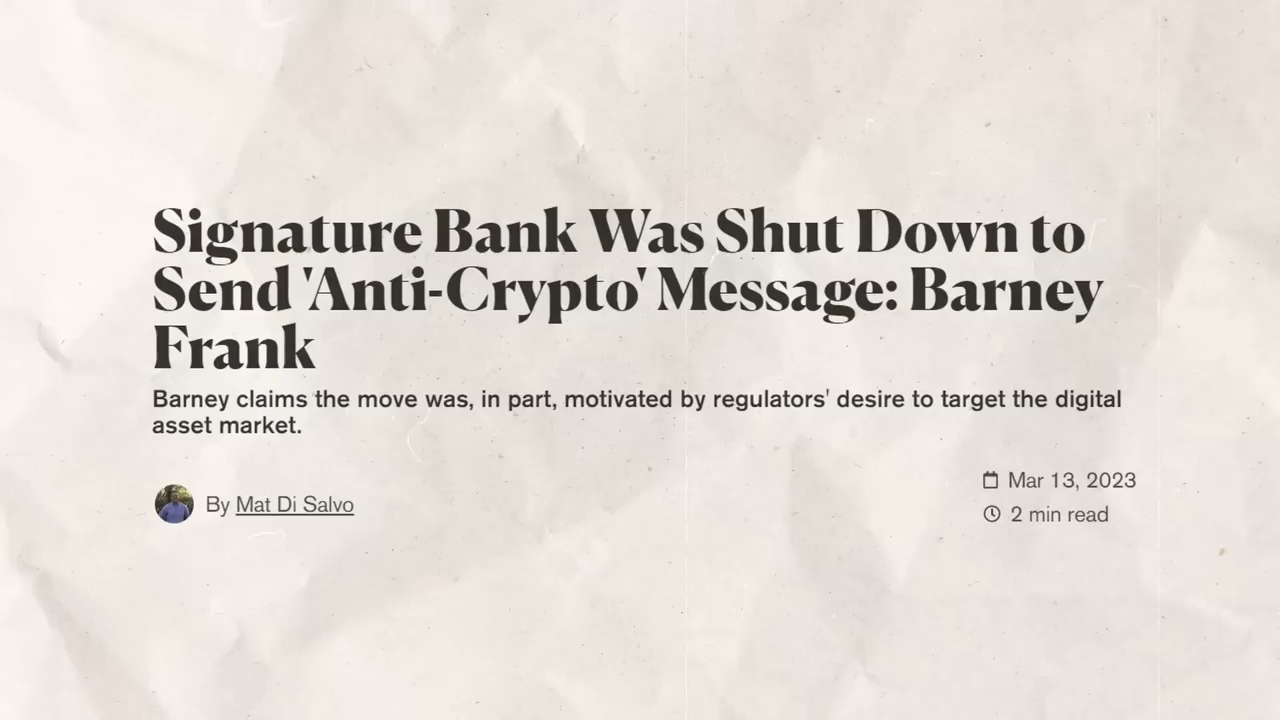 Signature Bank Was Shut Down to
Send 'Anti-Crypto' Message: Barney
Frank
Barney claims the move was, in part, motivated by regulators' desire to target the digital
asset market.
By Mat Di Salvo
Mar 13, 2023
2 min read